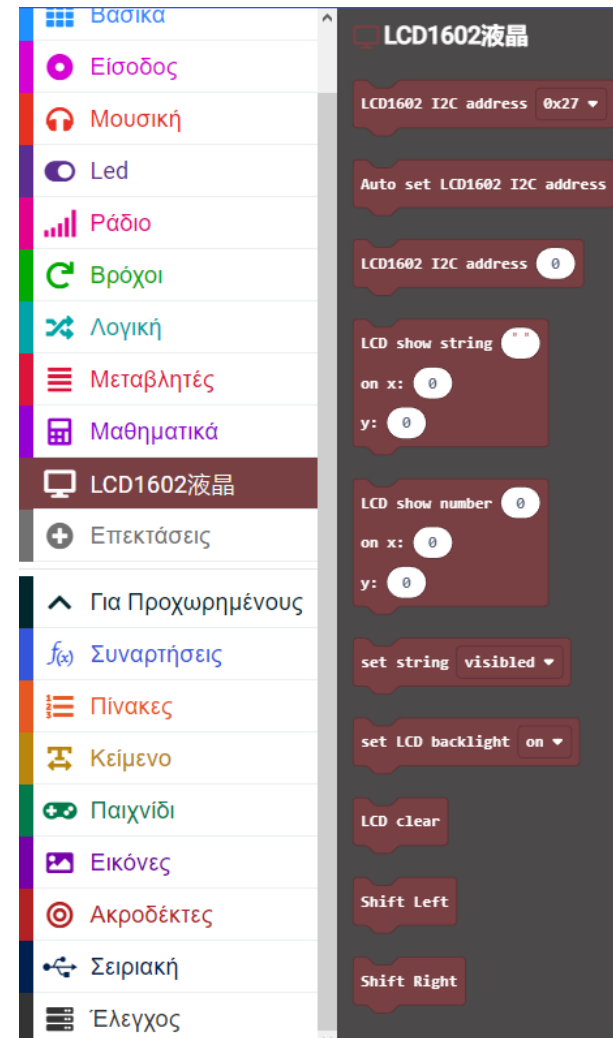 Βασικά
Είσοδος
Μουσική
Led
Ράδιο
Βρόχοι
Λογική
Μεταβλητές
Μαθηματικά
LCD1602液晶
Επεκτάσεις
Για Προχωρημένους
f(x) Συναρτήσεις
Πίνακες
Κείμενο
Παιχνίδι
Εικόνες
Ακροδέκτες
Σειριακή
Έλεγχος
LCD1602液晶
LCD1602 I2C address 0x27
Auto set LCD1602 I2C address
LCD1602 I2C address 0
LCD show string " "
on x: 0
y: 0
LCD show number 0
on x: 0
y: 0
set string visibled
set LCD backlight on
LCD clear
Shift Left
Shift Right